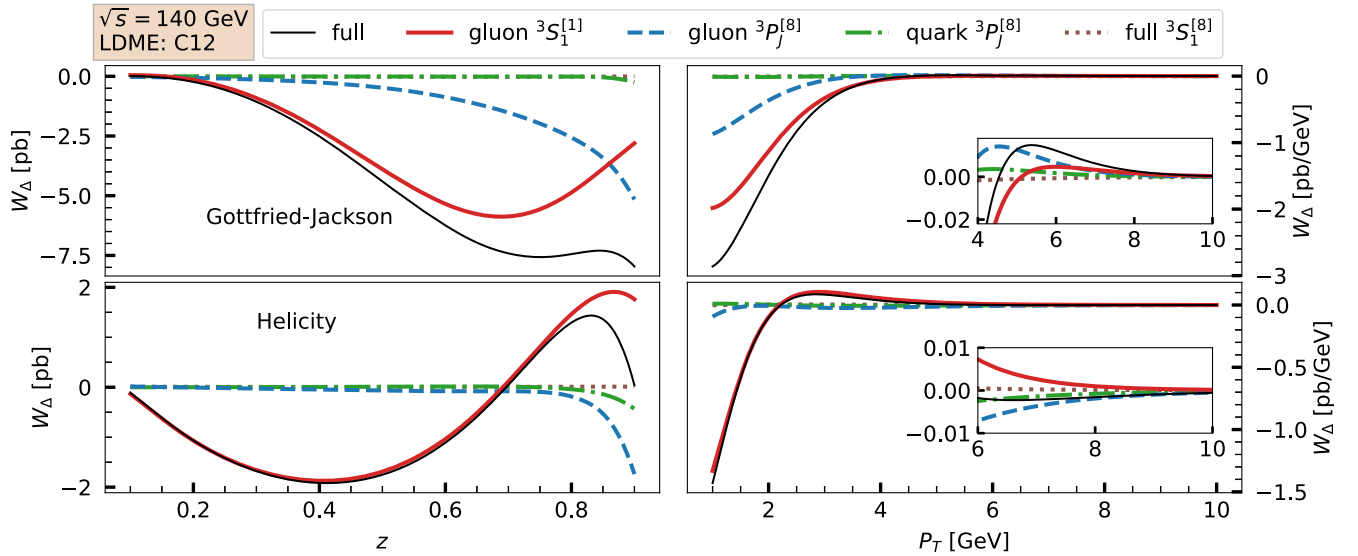 √s = 140 GeV
LDME: C12
full
gluon ³S₁^[1]
gluon ³P_J^[8]
quark ³P_J^[8]
full ³S₁^[8]
0.0
−2.5
−5.0
−7.5
W_Δ [pb]
Gottfried-Jackson
0
−1
−2
−3
W_Δ [pb/GeV]
0.00
−0.02
4
6
8
10
2
0
−2
W_Δ [pb]
Helicity
0.2
0.4
0.6
0.8
z
0.0
−0.5
−1.0
−1.5
W_Δ [pb/GeV]
0.01
0.00
−0.01
6
8
10
2
4
6
8
10
P_T [GeV]